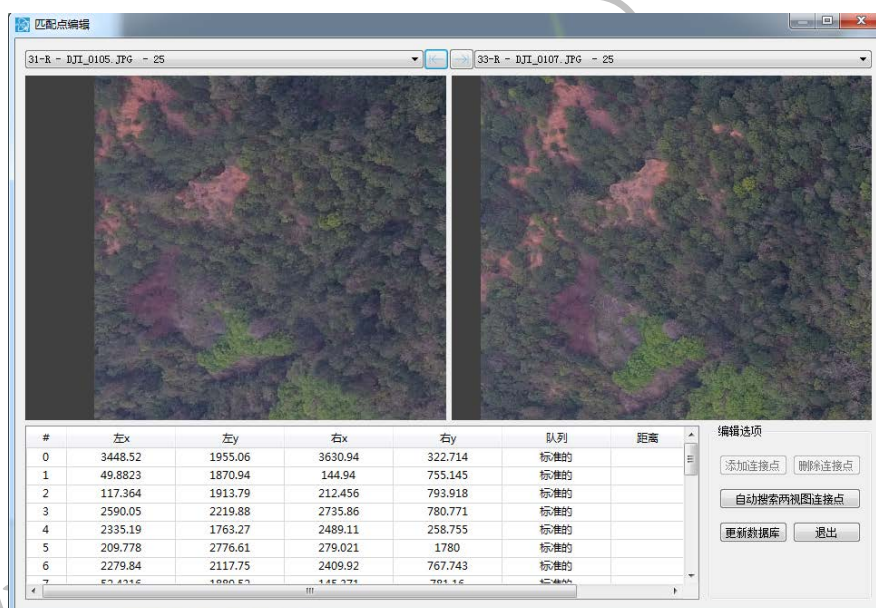 匹配点编辑
31-R - DJI_0105.JPG - 25
33-R - DJI_0107.JPG - 25
# 左x 左y 右x 右y 队列 距离
0 3448.52 1955.06 3630.94 322.714 标准的
1 49.8823 1870.94 144.94 755.145 标准的
2 117.364 1913.79 212.456 793.918 标准的
3 2590.05 2219.88 2735.86 780.771 标准的
4 2335.19 1763.27 2489.11 258.755 标准的
5 209.778 2776.61 279.021 1780 标准的
6 2279.84 2117.75 2409.92 767.743 标准的
编辑选项
添加连接点 删除连接点
自动搜索两视图连接点
更新数据库 退出